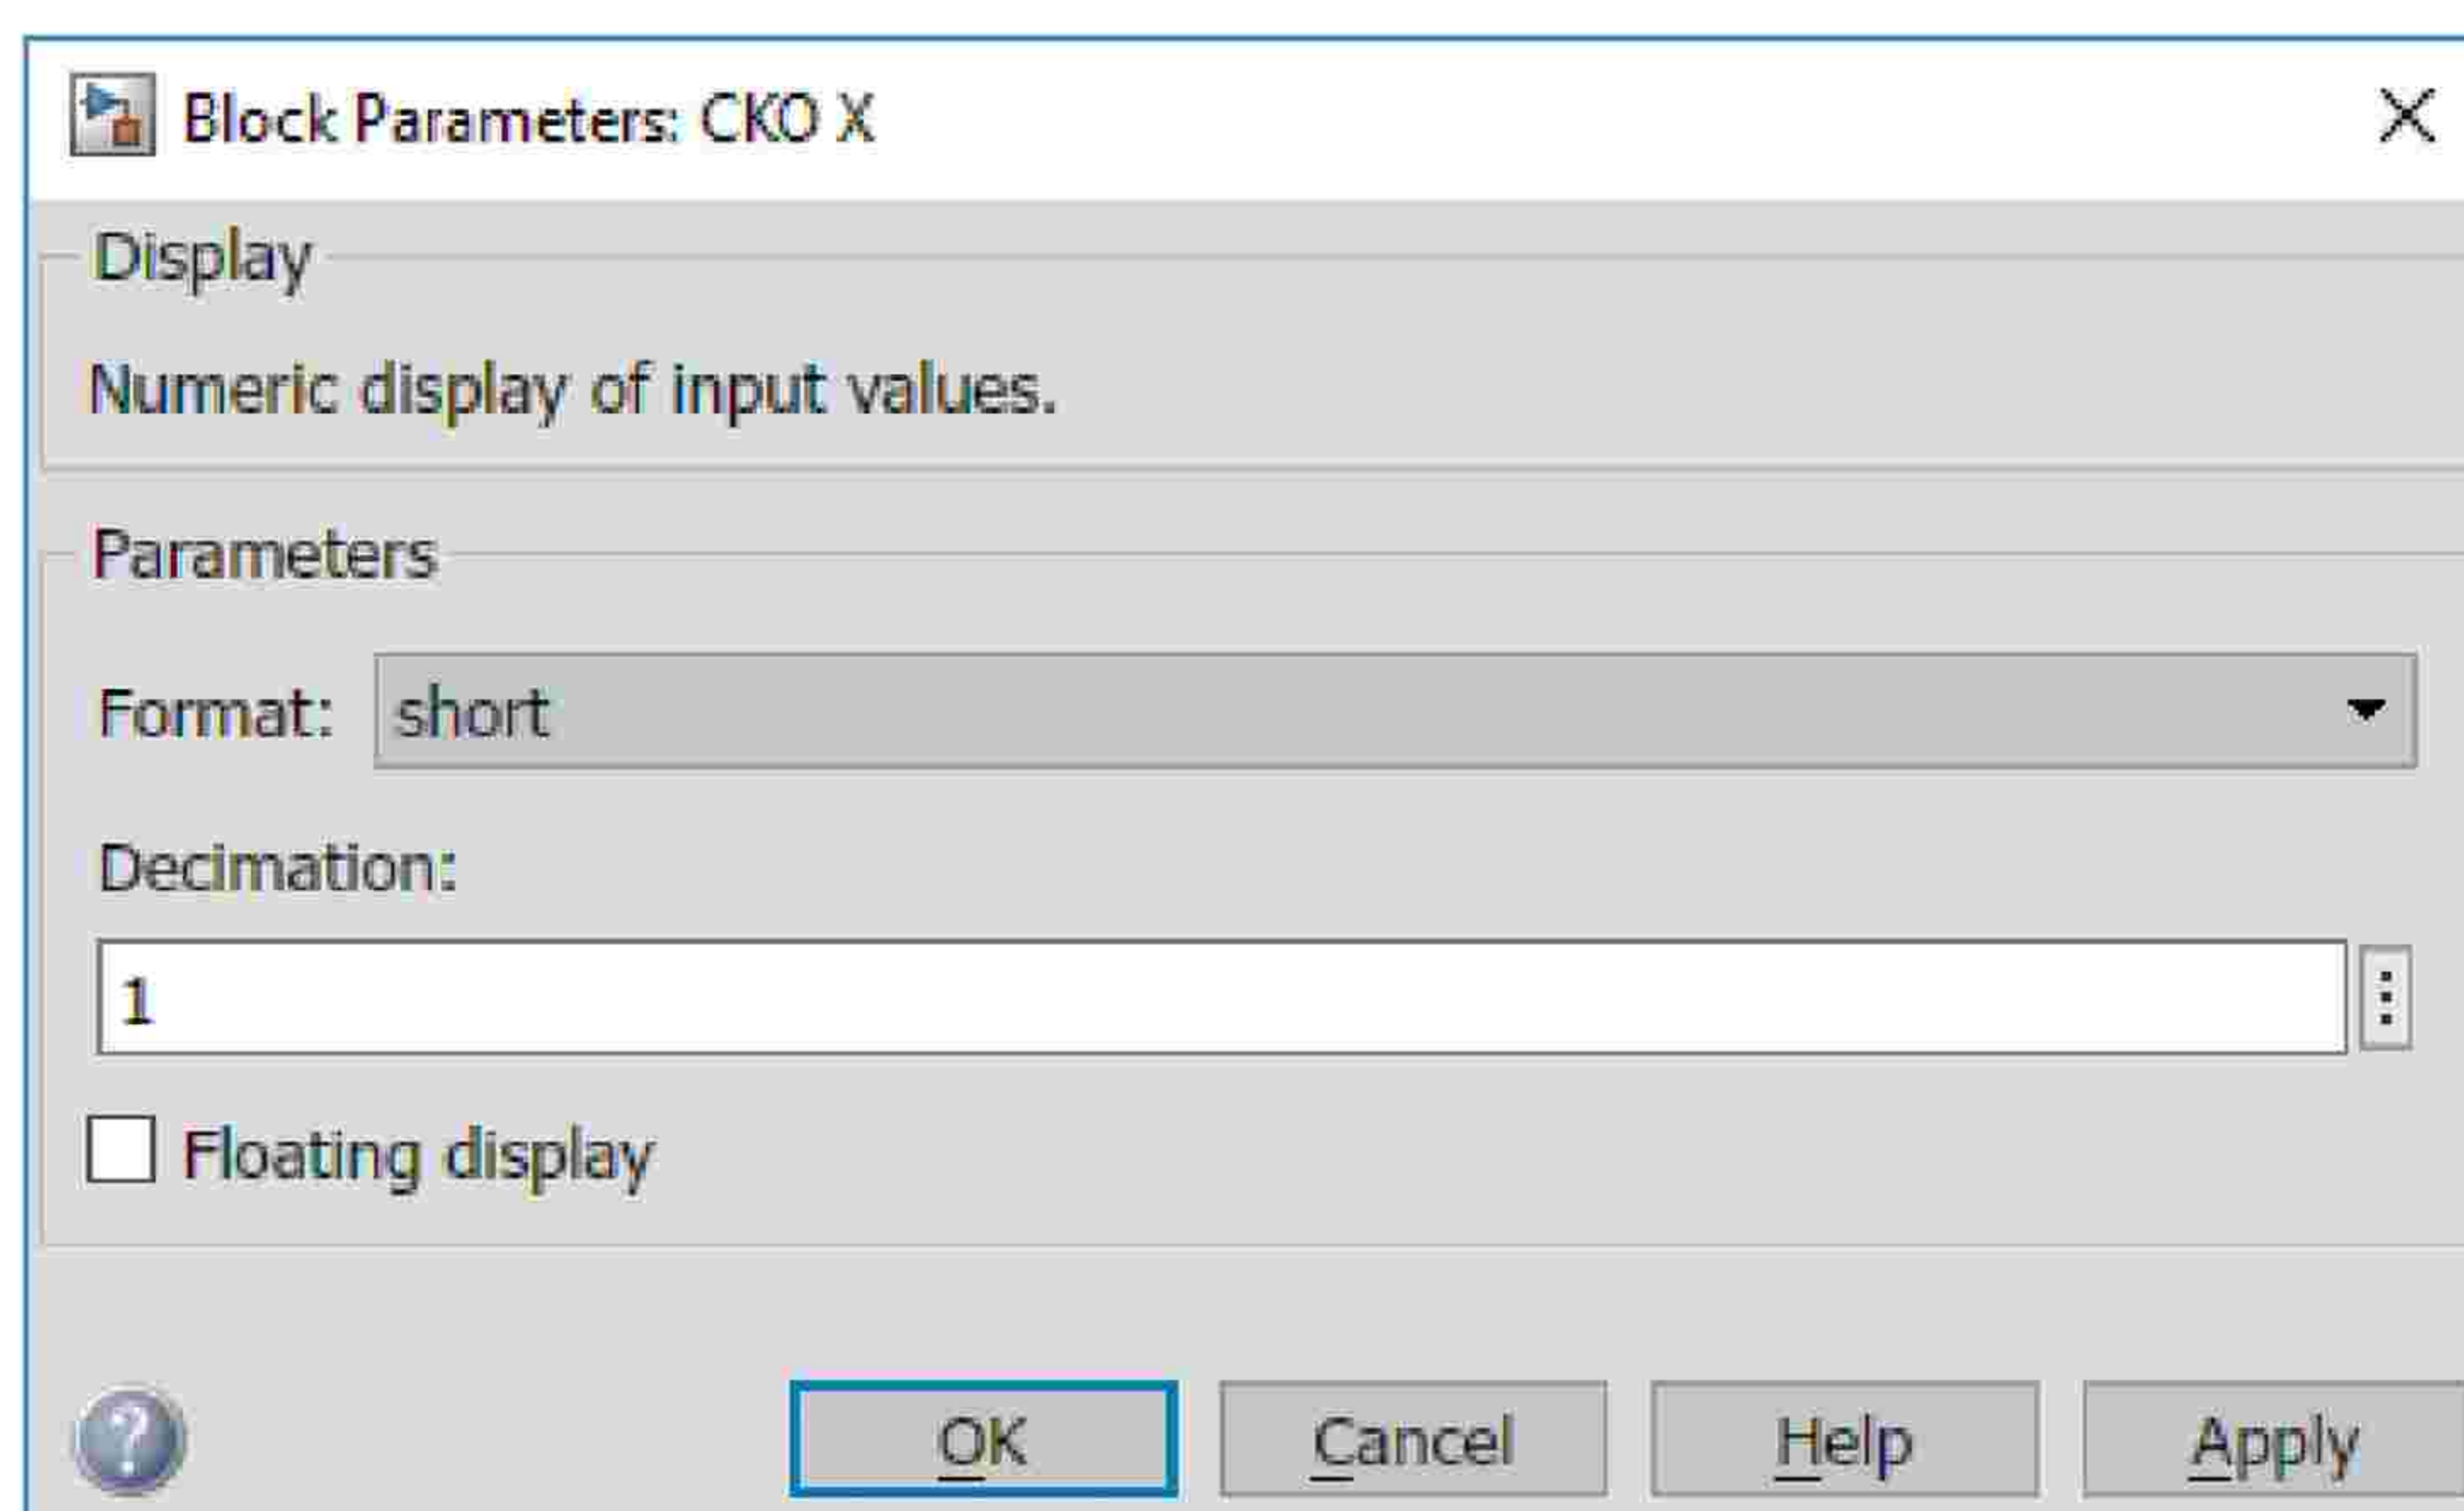 Block Parameters: CKO X
Display
Numeric display of input values.
Parameters
Format: short
Decimation:
1
Floating display
OK Cancel Help Apply